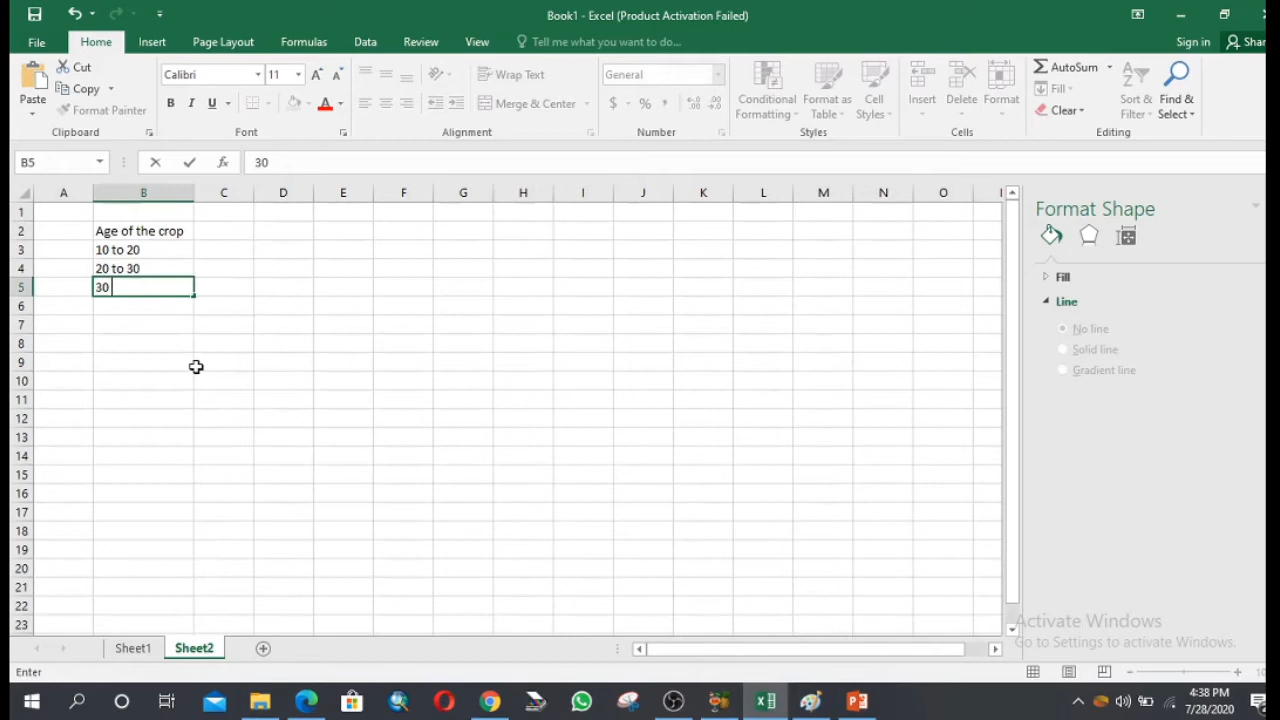 Book1 - Excel (Product Activation Failed)
File Home Insert Page Layout Formulas Data Review View Tell me what you want to do... Sign in Shar
Paste
Cut
Copy
Format Painter
Clipboard
Calibri 11
B I U A
Font
Wrap Text
Merge & Center
Alignment
General
$ % ,
Number
Conditional Formatting
Format as Table
Cell Styles
Styles
Insert Delete Format
Cells
AutoSum
Fill
Clear
Sort & Filter
Find & Select
Editing
B5 fx 30
A B C D E F G H I J K L M N O
1
2 Age of the crop
3 10 to 20
4 20 to 30
5 30
6
7
8
9
10
11
12
13
14
15
16
17
18
19
20
21
22
23
Format Shape
Fill
Line
No line
Solid line
Gradient line
Activate Windows
Go to Settings to activate Windows.
Sheet1 Sheet2
Enter
4:38 PM
7/28/2020